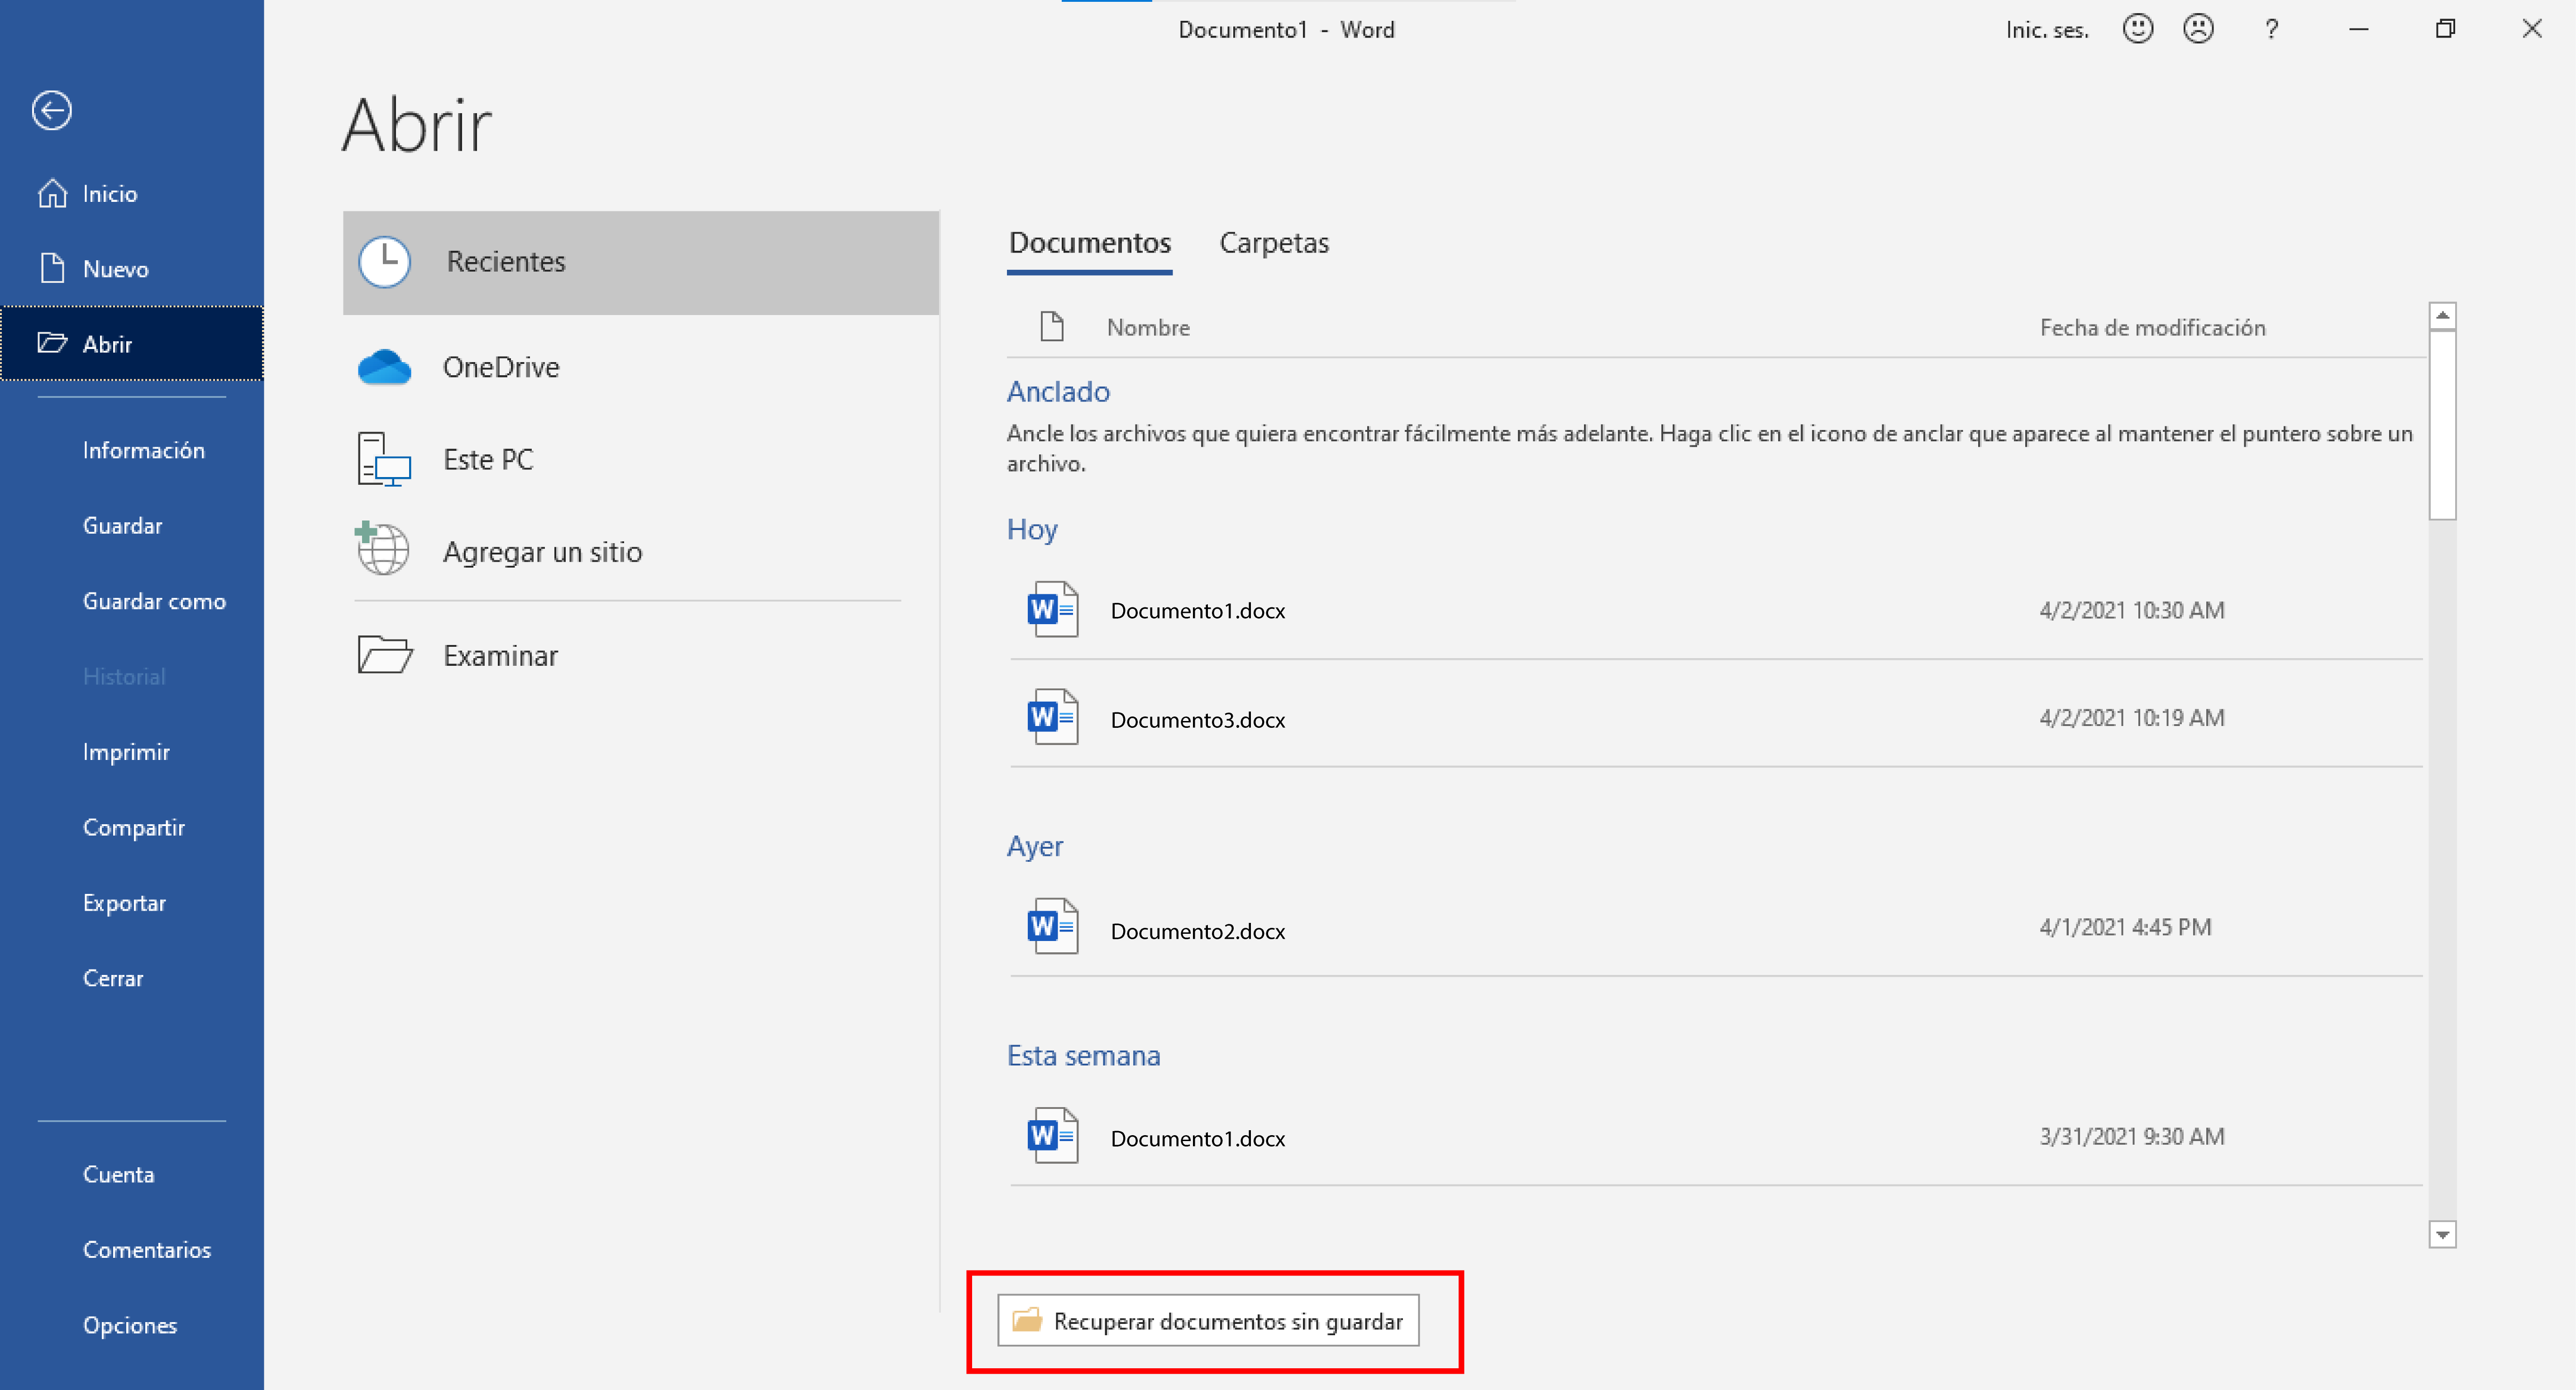 Documento1 - Word
Inic. ses.
?
Inicio
Nuevo
Abrir
Información
Guardar
Guardar como
Historial
Imprimir
Compartir
Exportar
Cerrar
Cuenta
Comentarios
Opciones
Abrir
Recientes
OneDrive
Este PC
Agregar un sitio
Examinar
Documentos Carpetas
Nombre Fecha de modificación
Anclado
Ancle los archivos que quiera encontrar fácilmente más adelante. Haga clic en el icono de anclar que aparece al mantener el puntero sobre un
archivo.
Hoy
W Documento1.docx 4/2/2021 10:30 AM
W Documento3.docx 4/2/2021 10:19 AM
Ayer
W Documento2.docx 4/1/2021 4:45 PM
Esta semana
W Documento1.docx 3/31/2021 9:30 AM
Recuperar documentos sin guardar